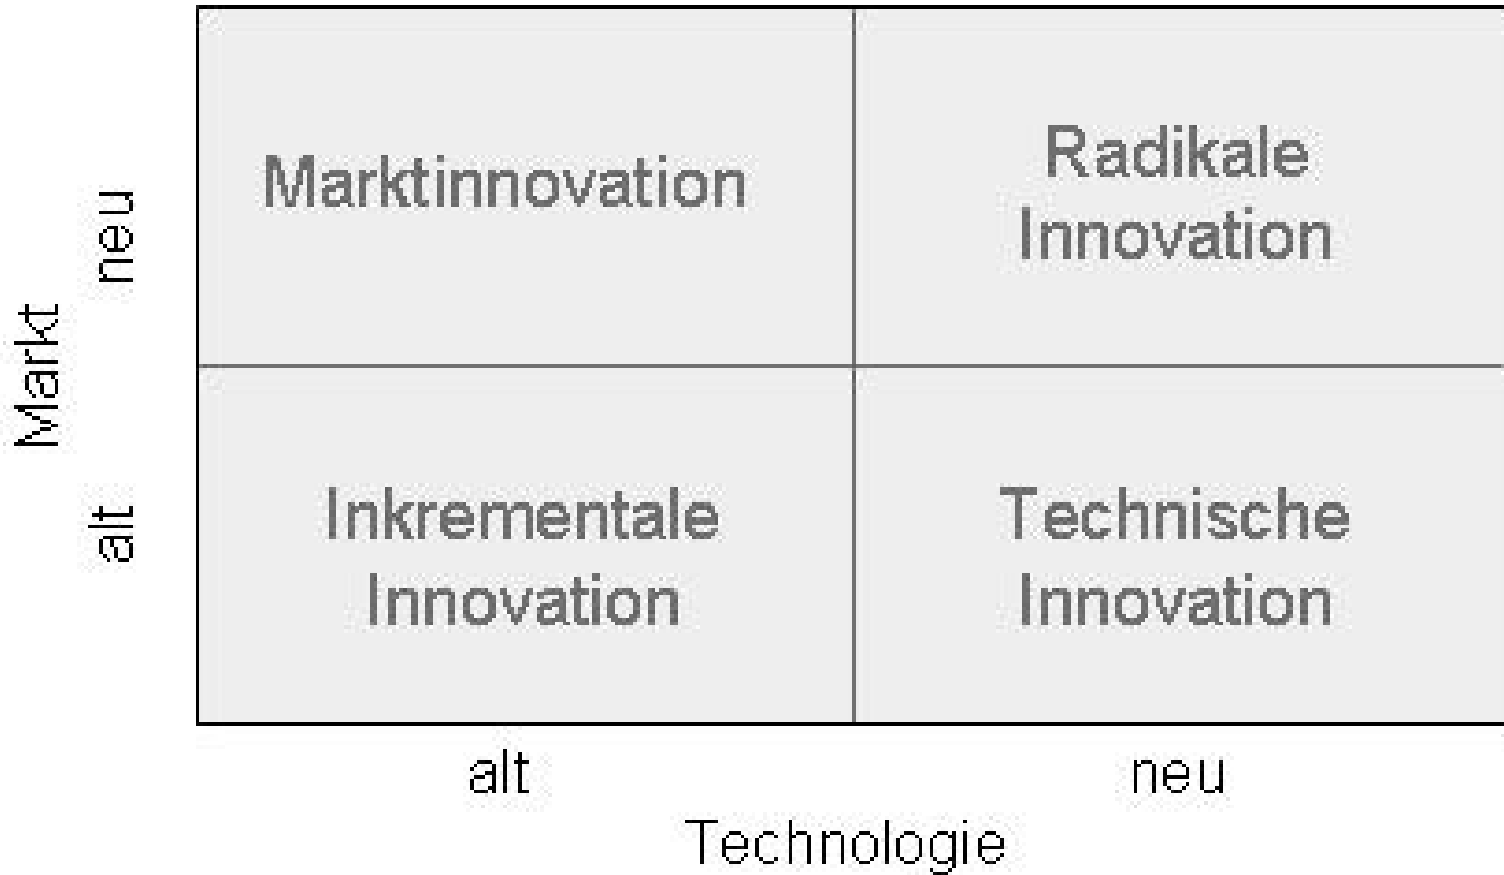 Markt
neu
alt
Marktinnovation
Radikale
Innovation
Inkrementale
Innovation
Technische
Innovation
alt
neu
Technologie